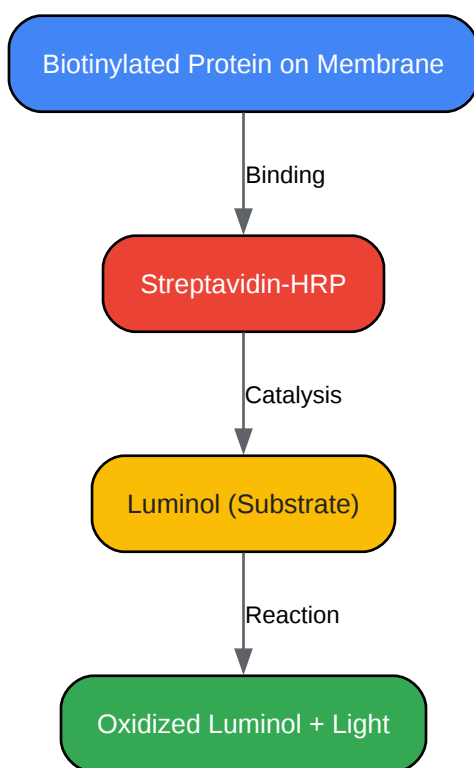 Biotinylated Protein on Membrane
Binding
Streptavidin-HRP
Catalysis
Luminol (Substrate)
Reaction
Oxidized Luminol + Light